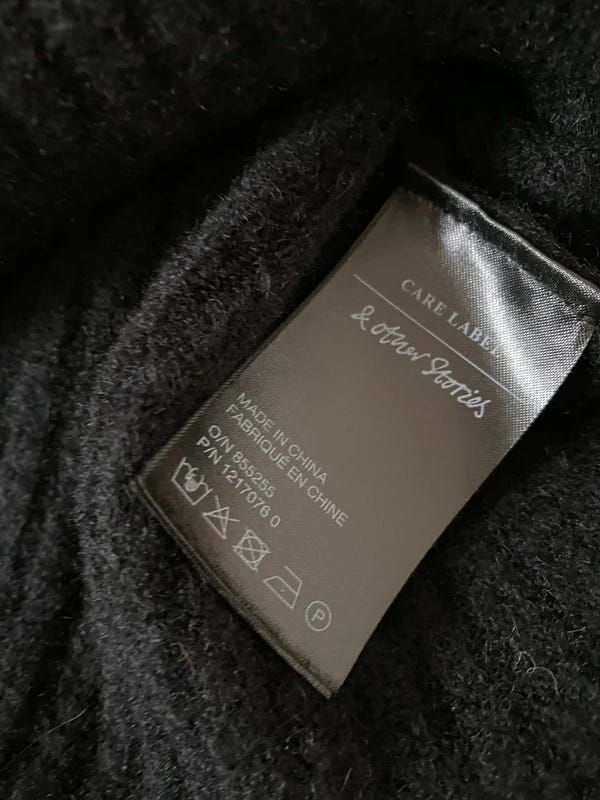 CARE LABEL
& other Stories
MADE IN CHINA
FABRIQUÉ EN CHINE
O/N 855255
P/N 1217076 0
P